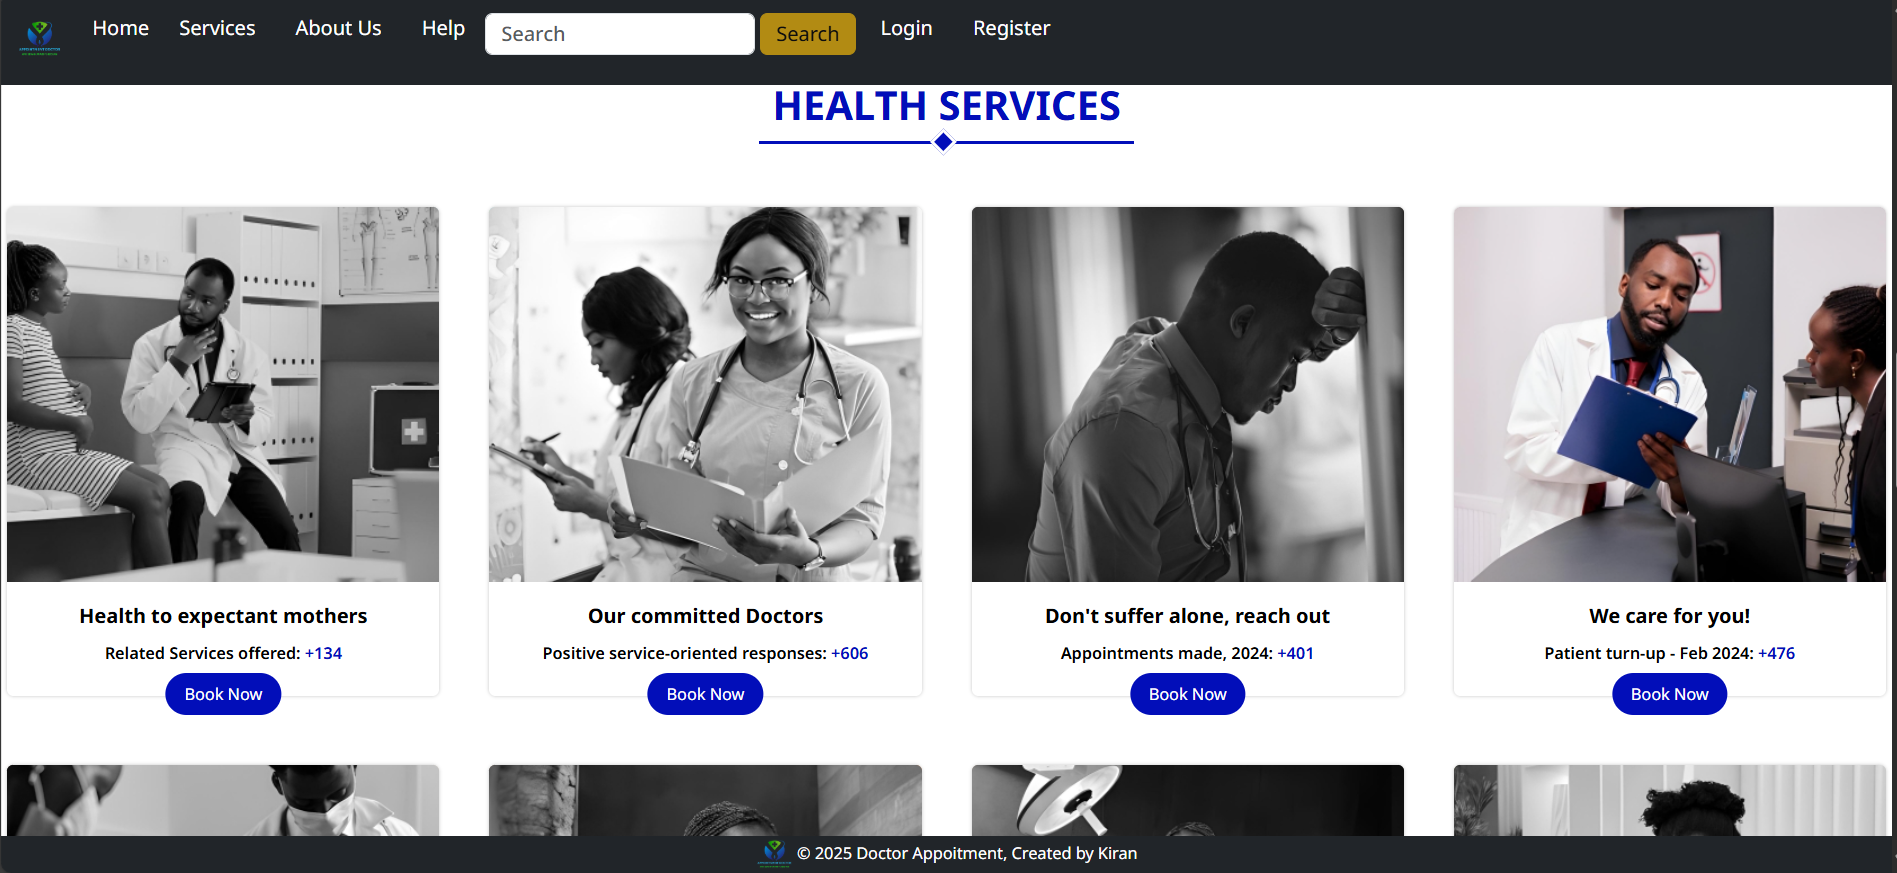 Home Services About Us Help Search Search Login Register
HEALTH SERVICES
Health to expectant mothers
Related Services offered: +134
Book Now
Our committed Doctors
Positive service-oriented responses: +606
Book Now
Don't suffer alone, reach out
Appointments made, 2024: +401
Book Now
We care for you!
Patient turn-up - Feb 2024: +476
Book Now
© 2025 Doctor Appoitment, Created by Kiran